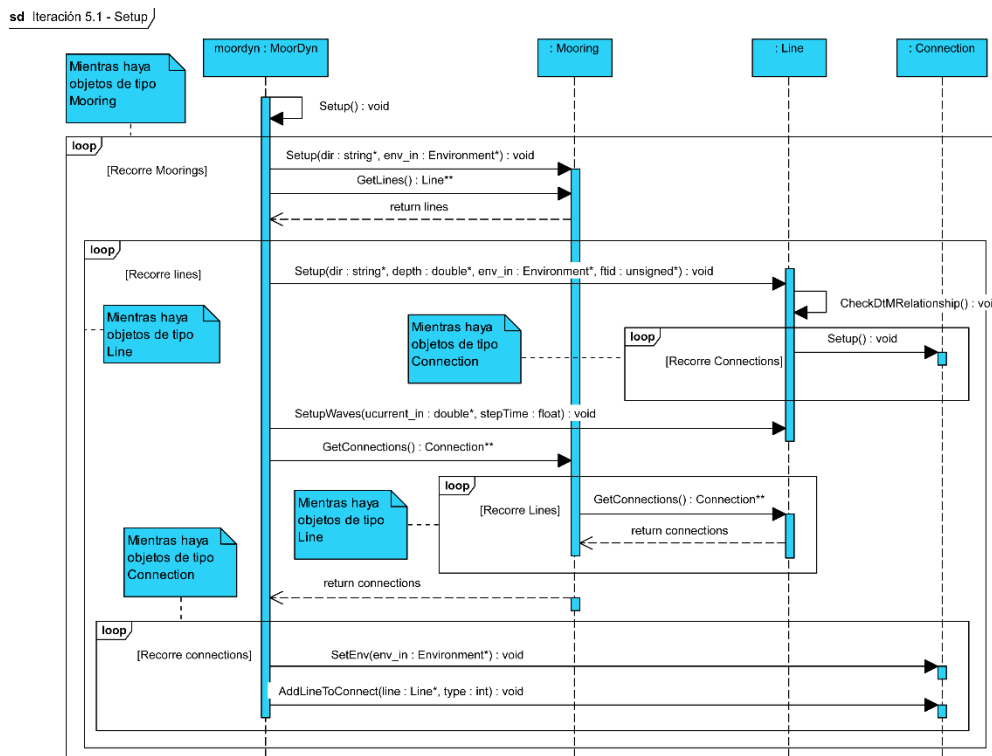 sd Iteración 5.1 - Setup
moordyn : MoorDyn
: Mooring
: Line
: Connection
Mientras haya
objetos de tipo
Mooring
Setup() : void
loop
[Recorre Moorings]
Setup(dir : string*, env_in : Environment*) : void
GetLines() : Line**
return lines
loop
[Recorre lines]
Setup(dir : string*, depth : double*, env_in : Environment*, ftid : unsigned*) : void
CheckDtMRelationship() : voi
Mientras haya
objetos de tipo
Line
Mientras haya
objetos de tipo
Connection
loop
[Recorre Connections]
Setup() : void
SetupWaves(ucurrent_in : double*, stepTime : float) : void
GetConnections() : Connection**
loop
[Recorre Lines]
Mientras haya
objetos de tipo
Line
GetConnections() : Connection**
return connections
Mientras haya
objetos de tipo
Connection
return connections
loop
[Recorre connections]
SetEnv(env_in : Environment*) : void
AddLineToConnect(line : Line*, type : int) : void